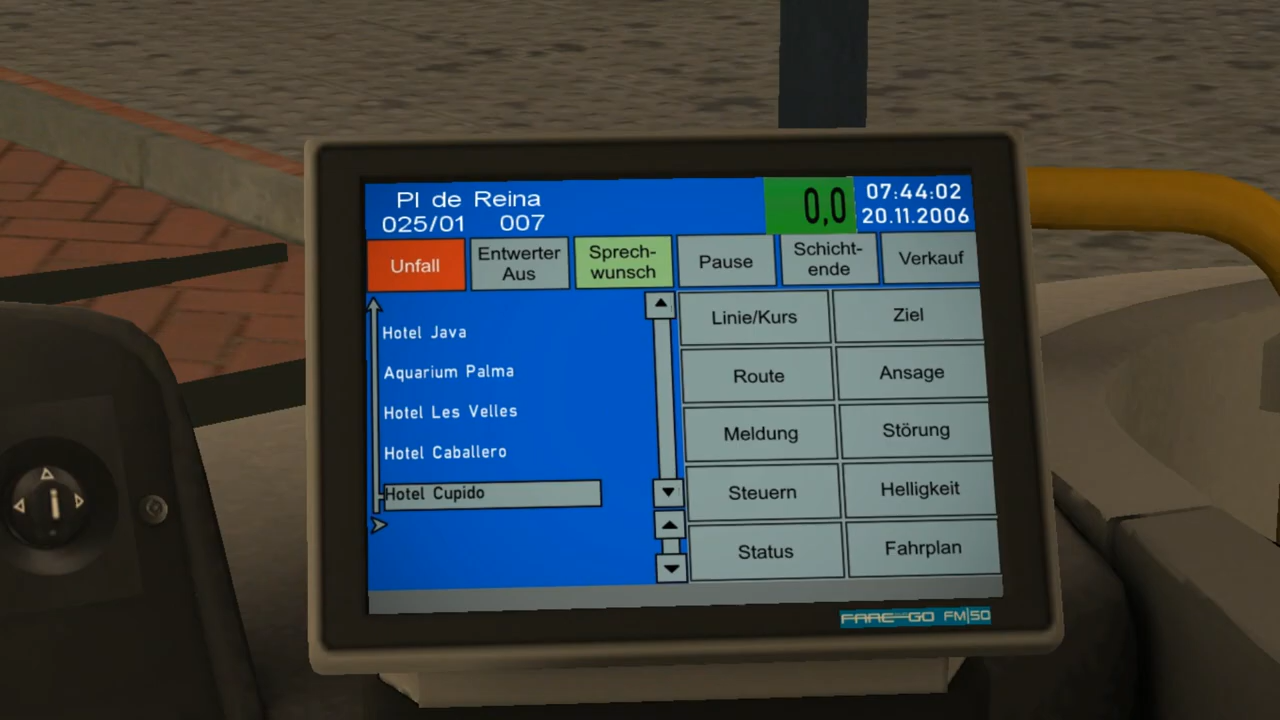 Pl de Reina
025/01 007
0,0
07:44:02
20.11.2006
Unfall
Entwerter
Aus
Sprech-
wunsch
Pause
Schicht-
ende
Verkauf
Hotel Java
Aquarium Palma
Hotel Les Velles
Hotel Caballero
Hotel Cupido
Linie/Kurs
Ziel
Route
Ansage
Meldung
Störung
Steuern
Helligkeit
Status
Fahrplan
FARE-GO FM|50